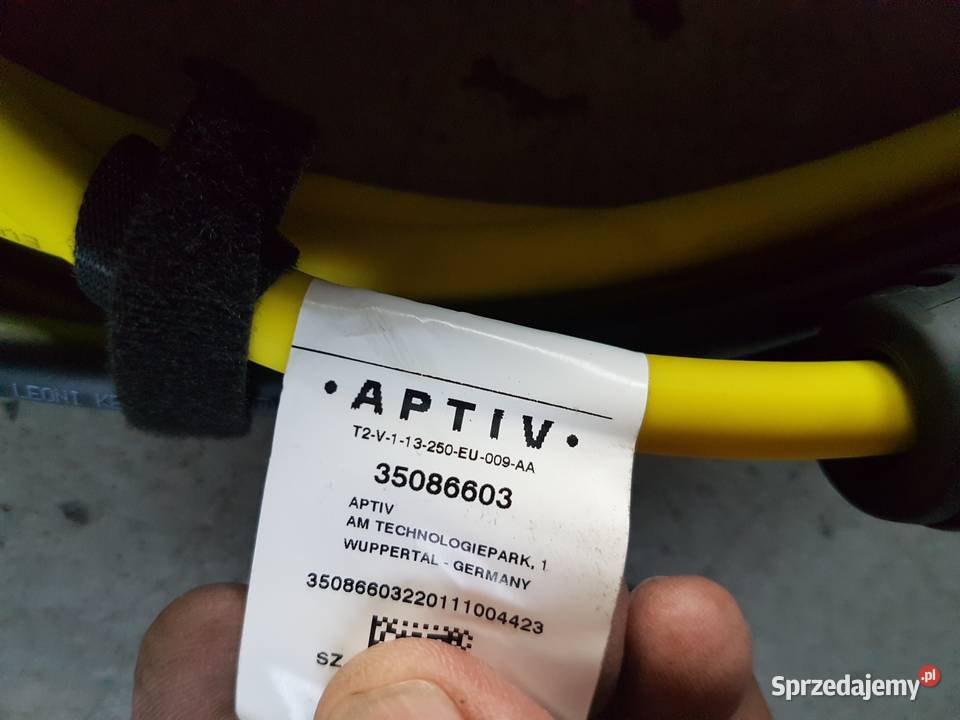 LEONI
• APTIV •
T2-V-1-13-250-EU-009-AA
35086603
APTIV
AM TECHNOLOGIEPARK, 1
WUPPERTAL - GERMANY
35086603220111004423
SZ
Sprzedajemy.pl